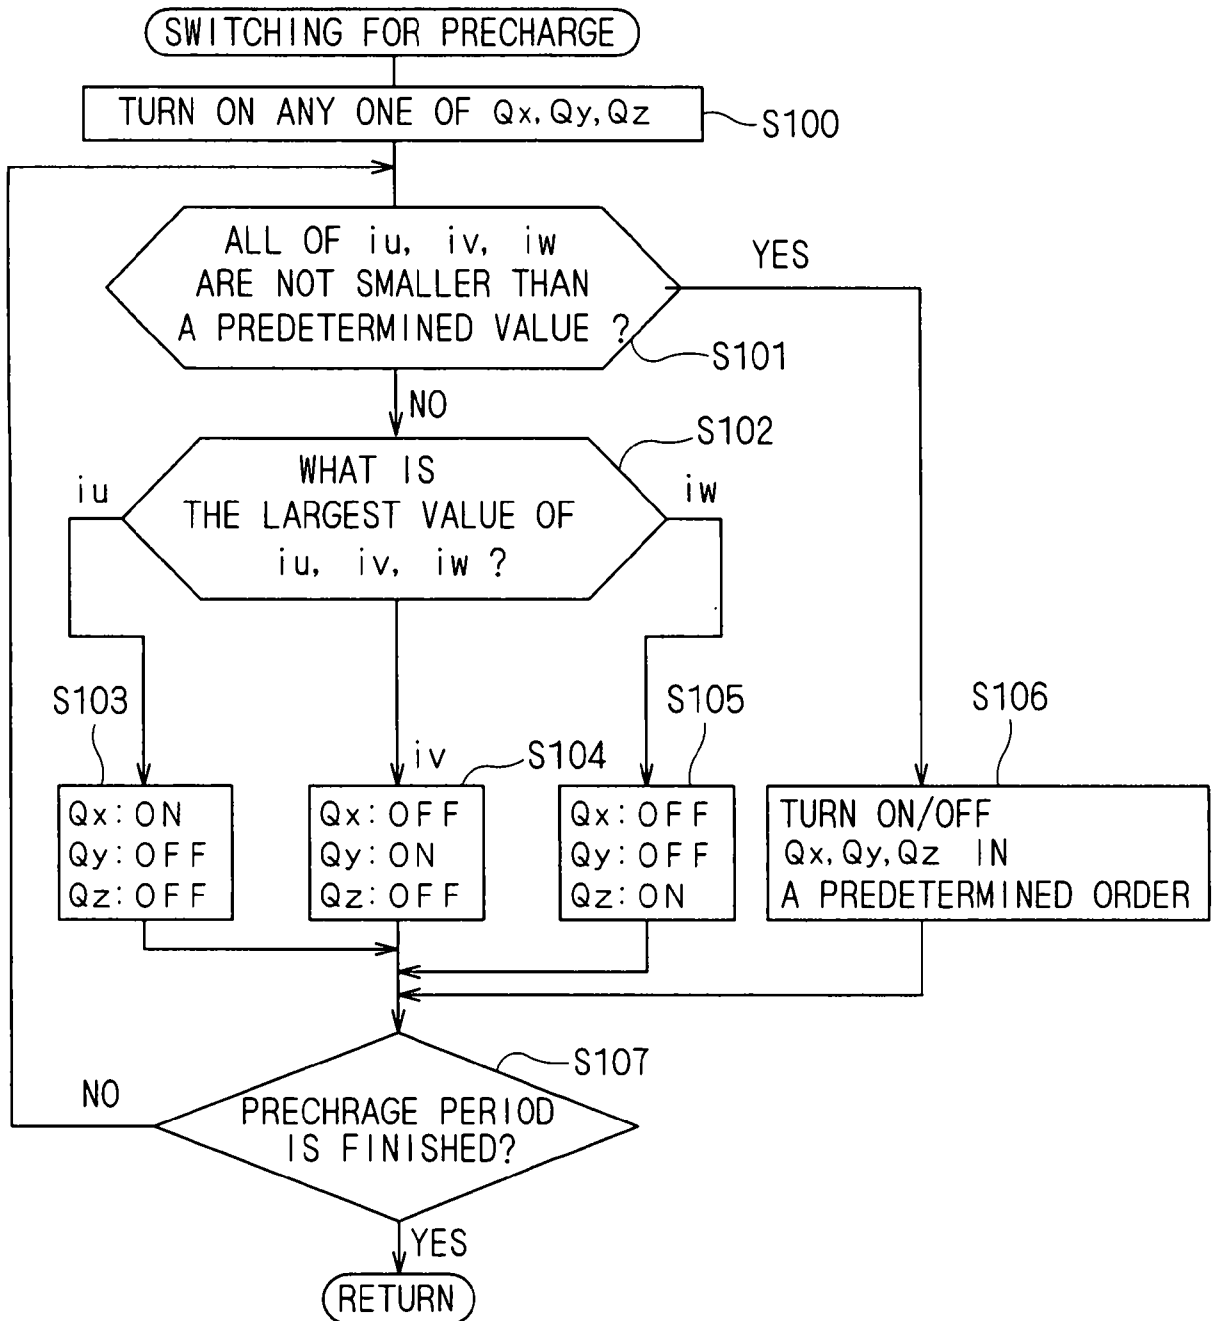 SWITCHING FOR PRECHARGE
TURN ON ANY ONE OF Qx, Qy, Qz
S100
ALL OF iu, iv, iw
ARE NOT SMALLER THAN
A PREDETERMINED VALUE ?
YES
S101
NO
S102
WHAT IS
THE LARGEST VALUE OF
iu, iv, iw ?
iu
iw
iv
S103
Qx:ON
Qy:OFF
Qz:OFF
S104
Qx:OFF
Qy:ON
Qz:OFF
S105
Qx:OFF
Qy:OFF
Qz:ON
S106
TURN ON/OFF
Qx, Qy, Qz IN
A PREDETERMINED ORDER
S107
PRECHRAGE PERIOD
IS FINISHED?
NO
YES
RETURN